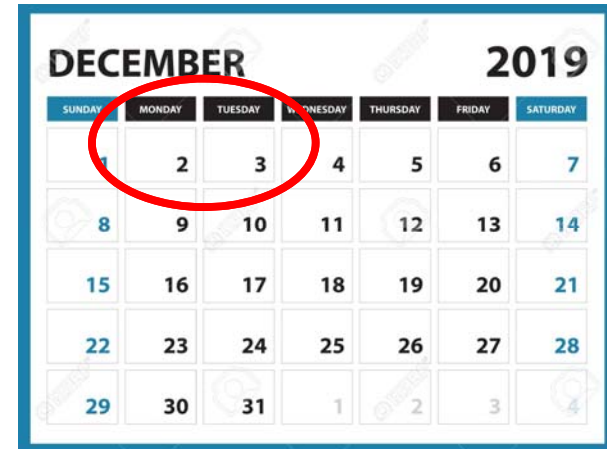 DECEMBER 2019
SUNDAY MONDAY TUESDAY WEDNESDAY THURSDAY FRIDAY SATURDAY
1 2 3 4 5 6 7
8 9 10 11 12 13 14
15 16 17 18 19 20 21
22 23 24 25 26 27 28
29 30 31 1 2 3 4